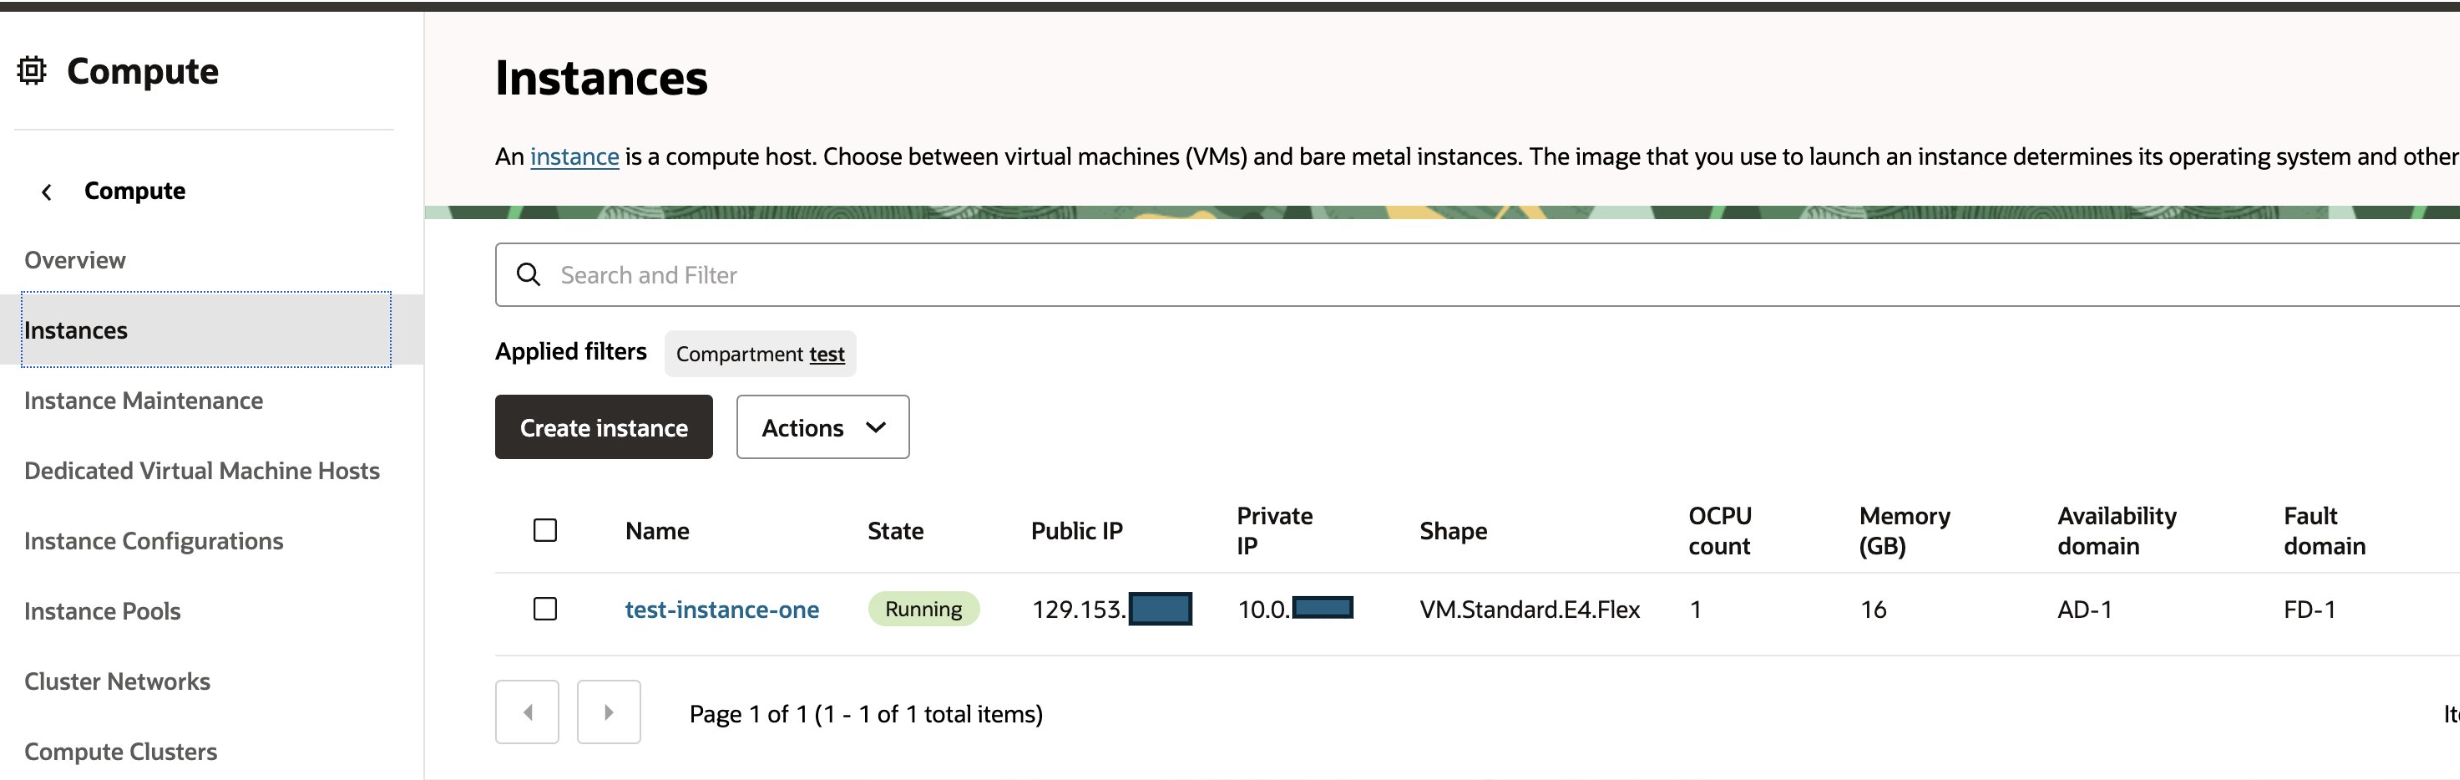 Compute
Compute
Overview
Instances
Instance Maintenance
Dedicated Virtual Machine Hosts
Instance Configurations
Instance Pools
Cluster Networks
Compute Clusters
Instances
An instance is a compute host. Choose between virtual machines (VMs) and bare metal instances. The image that you use to launch an instance determines its operating system and other
Search and Filter
Applied filters Compartment test
Create instance Actions
Name State Public IP Private IP Shape OCPU count Memory (GB) Availability domain Fault domain
test-instance-one Running 129.153. 10.0. VM.Standard.E4.Flex 1 16 AD-1 FD-1
Page 1 of 1 (1 - 1 of 1 total items)